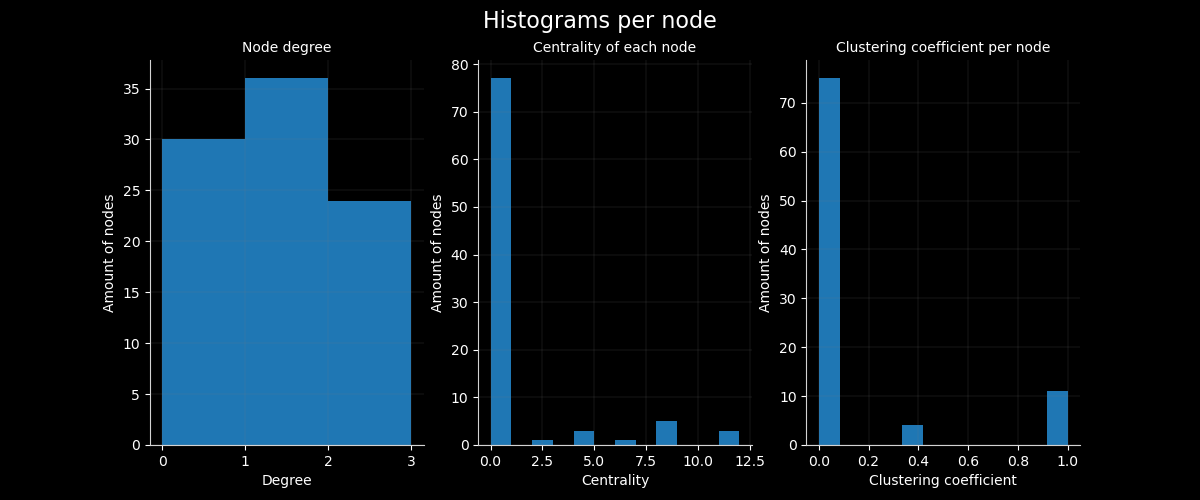 Histograms per node
Node degree
Amount of nodes
35
30
25
20
15
10
5
0
0 1 2 3
Degree
Centrality of each node
Amount of nodes
80
70
60
50
40
30
20
10
0
0.0 2.5 5.0 7.5 10.0 12.5
Centrality
Clustering coefficient per node
Amount of nodes
70
60
50
40
30
20
10
0
0.0 0.2 0.4 0.6 0.8 1.0
Clustering coefficient